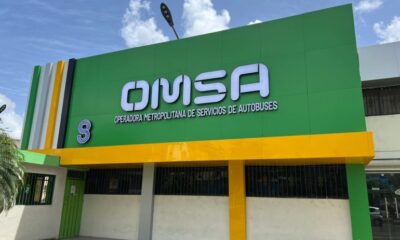 OMSA
OPERADORA METROPOLITANA DE SERVICIOS DE AUTOBUSES